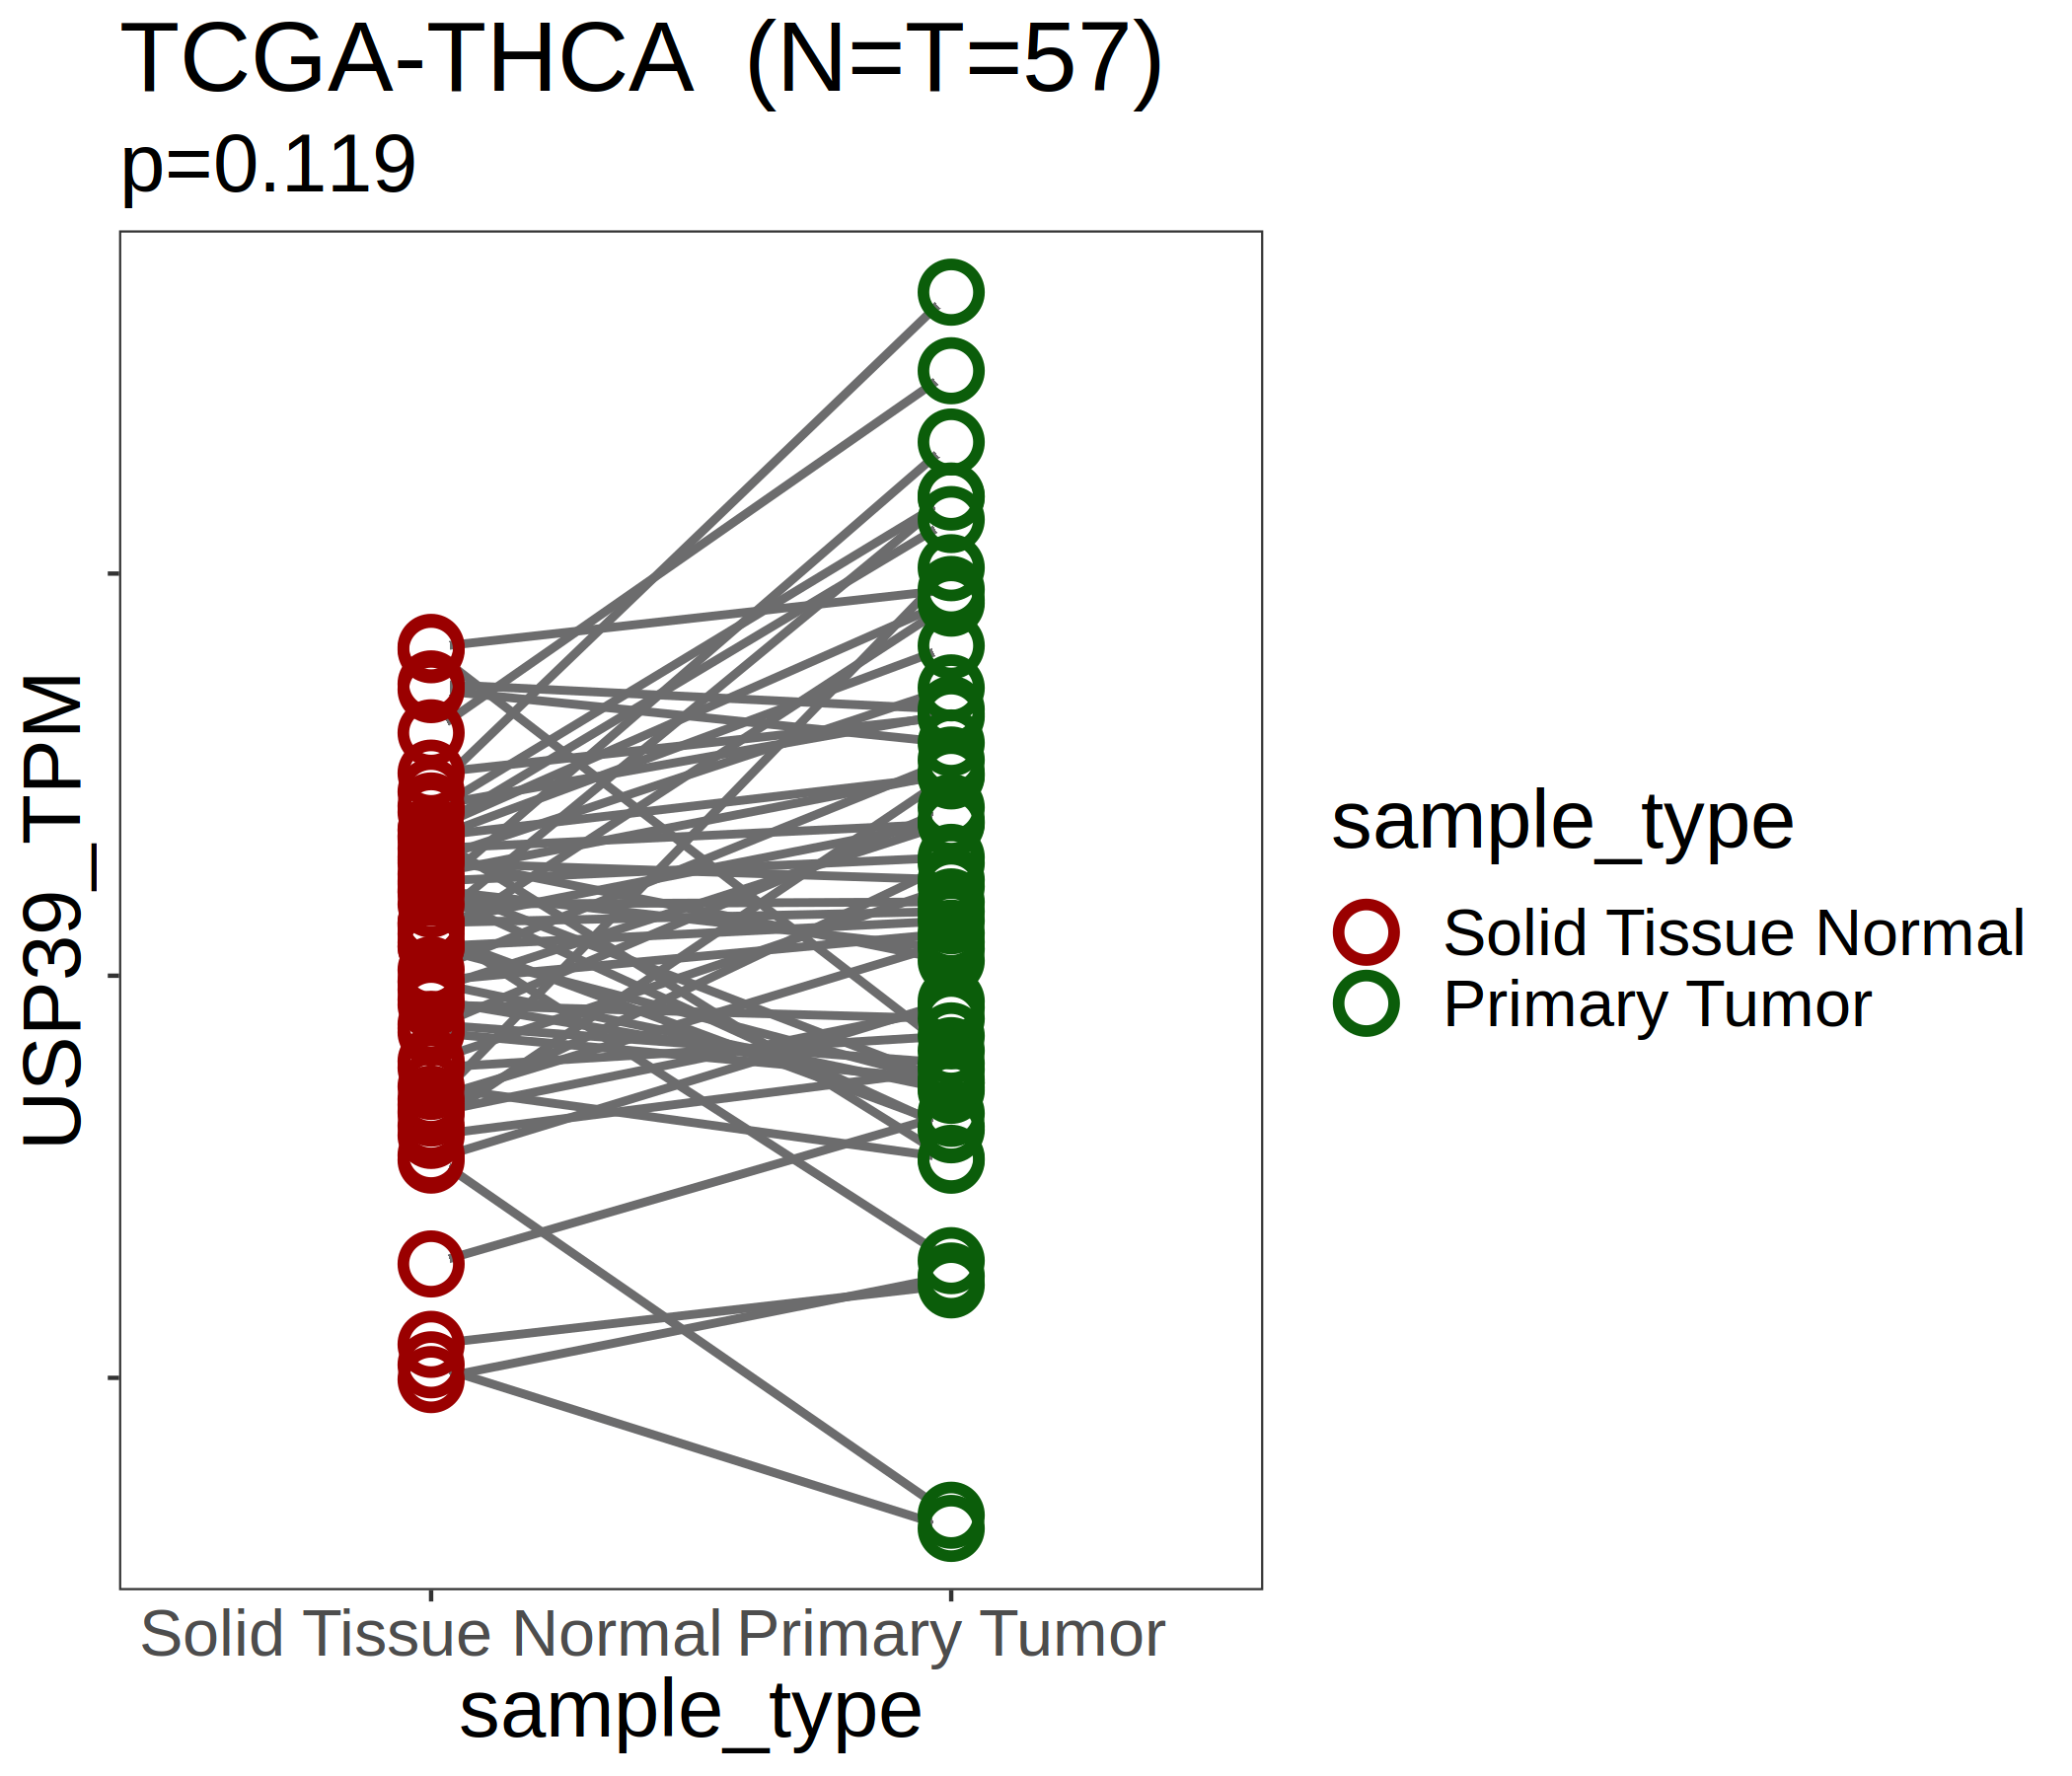 TCGA-THCA  (N=T=57)
p=0.119
USP39_TPM
Solid Tissue Normal
Primary Tumor
sample_type
sample_type
Solid Tissue Normal
Primary Tumor